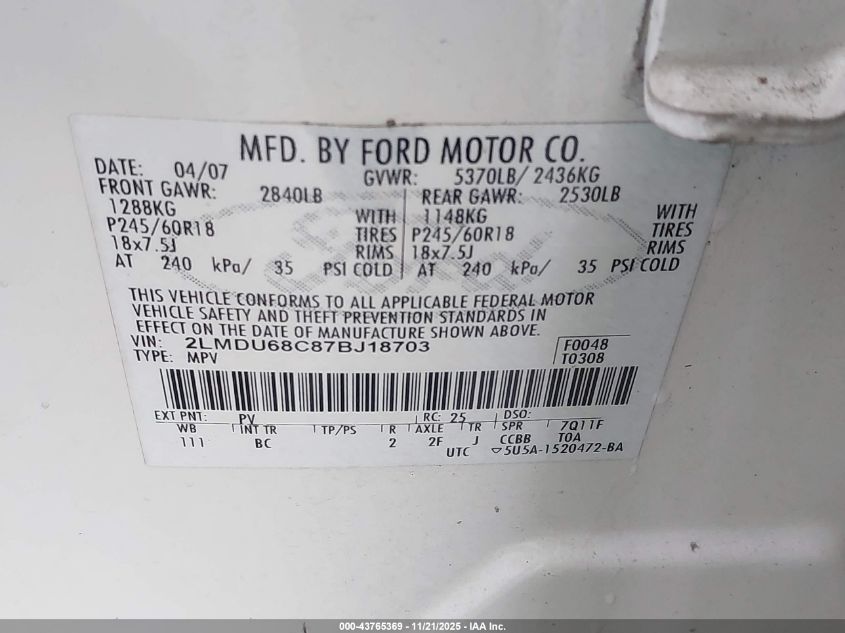 MFD. BY FORD MOTOR CO.
DATE: 04/07 GVWR: 5370LB/ 2436KG
FRONT GAWR: 2840LB REAR GAWR: 2530LB
1288KG WITH 1148KG WITH
P245/60R18 TIRES P245/60R18 TIRES
18x7.5J RIMS 18x7.5J RIMS
AT 240 kPa/ 35 PSI COLD AT 240 kPa/ 35 PSI COLD
THIS VEHICLE CONFORMS TO ALL APPLICABLE FEDERAL MOTOR
VEHICLE SAFETY AND THEFT PREVENTION STANDARDS IN
EFFECT ON THE DATE OF MANUFACTURE SHOWN ABOVE.
VIN: 2LMDU68C87BJ18703 F0048
TYPE: MPV T0308
EXT PNT: PV RC: 25 DSO:
WB INT TR TP/PS R AXLE TR SPR 7Q11F
111 BC 2 2F J CCBB T0A
UTC ▽5U5A-1520472-BA
000-43765369 - 11/21/2025 - IAA Inc.